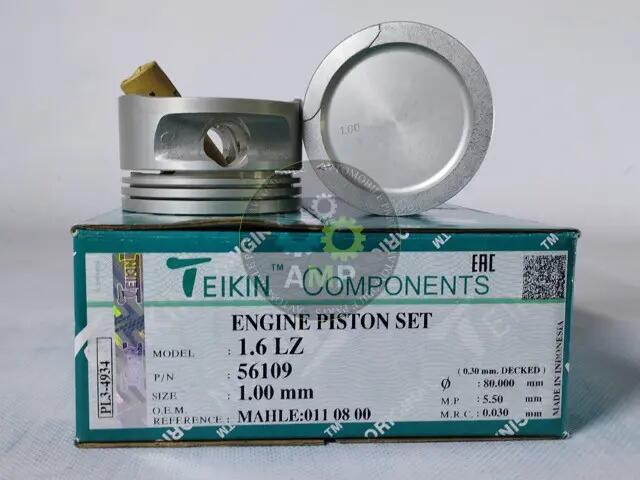 1.00
AMP
TEIKIN™ COMPONENTS
EAC
ENGINE PISTON SET
MODEL : 1.6 LZ
P/N : 56109
SIZE : 1.00 mm
O.E.M. REFERENCE : MAHLE:011 08 00
(0.30 mm. DECKED)
Ø : 80.000 mm
M.P : 5.50 mm
M.R.C. : 0.030 mm
MADE IN INDONESIA
PL3-4934